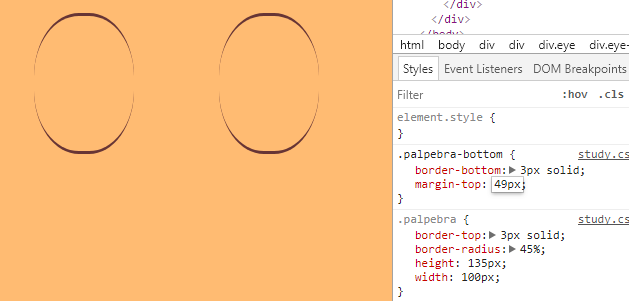 </div>
</div>
</body>
html body div div div.eye div.eye-
Styles Event Listeners DOM Breakpoints
Filter :hov .cls
element.style {
}
.palpebra-bottom { study.cs
border-bottom:▶3px solid;
margin-top: 49px;
}
.palpebra { study.cs
border-top:▶3px solid;
border-radius:▶45%;
height: 135px;
width: 100px;
}